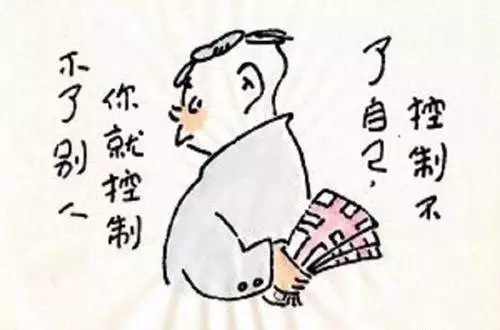 控制不
了自己，
你就控制
不了别人